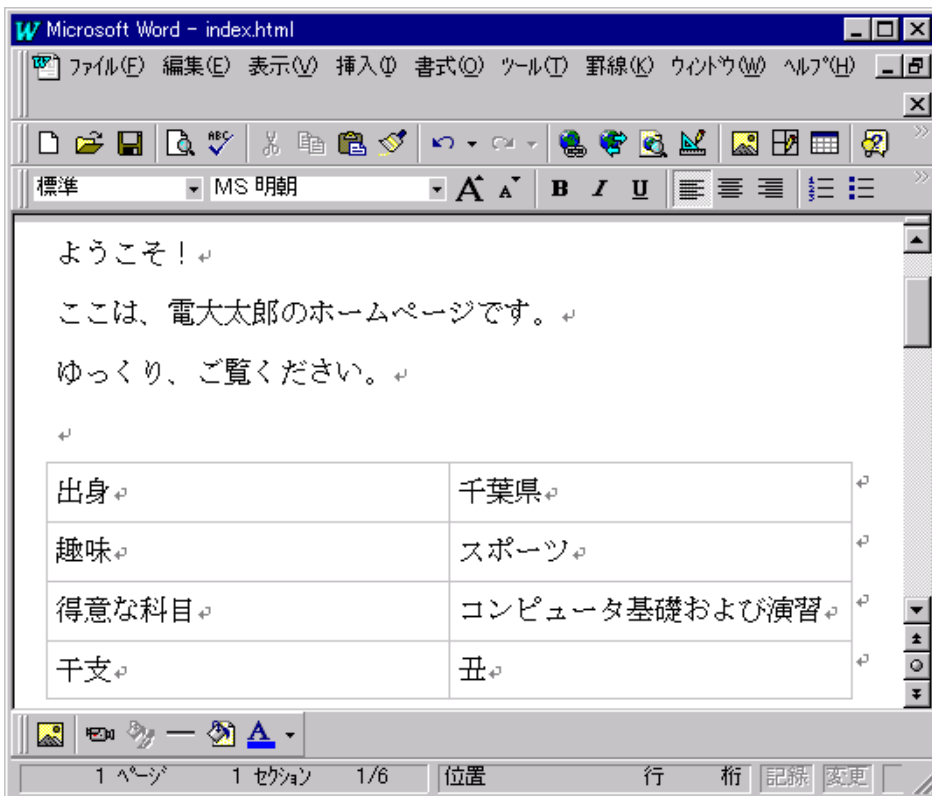 Microsoft Word - index.html
ファイル(F) 編集(E) 表示(V) 挿入(I) 書式(O) ツール(T) 罫線(K) ウィンドウ(W) ヘルプ(H)
ABC
標準 MS 明朝 A A B I U
ようこそ！
ここは、電大太郎のホームページです。
ゆっくり、ご覧ください。
出身 千葉県
趣味 スポーツ
得意な科目 コンピュータ基礎および演習
干支 丑
A
1 ページ 1 セクション 1/6 位置 行 桁 記録 変更